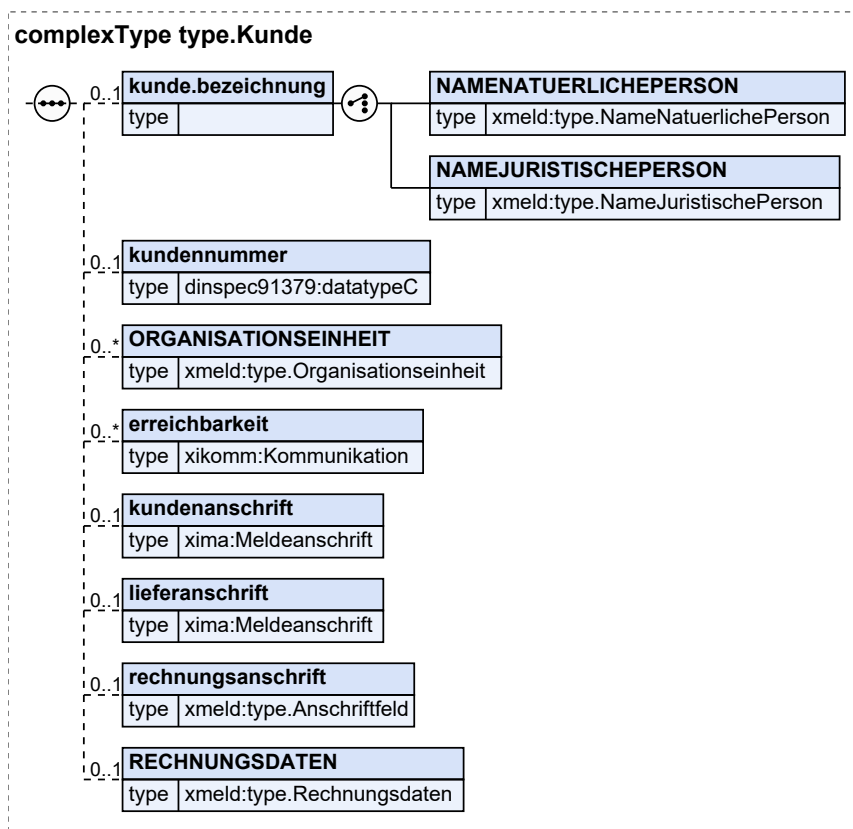 complexType type.Kunde
0..1 kunde.bezeichnung
type
NAMENATUERLICHEPERSON
type xmeld:type.NameNatuerlichePerson
NAMEJURISTISCHEPERSON
type xmeld:type.NameJuristischePerson
0..1 kundennummer
type dinspec91379:datatypeC
0..* ORGANISATIONSEINHEIT
type xmeld:type.Organisationseinheit
0..* erreichbarkeit
type xikomm:Kommunikation
0..1 kundenanschrift
type xima:Meldeanschrift
0..1 lieferanschrift
type xima:Meldeanschrift
0..1 rechnungsanschrift
type xmeld:type.Anschriftfeld
0..1 RECHNUNGSDATEN
type xmeld:type.Rechnungsdaten